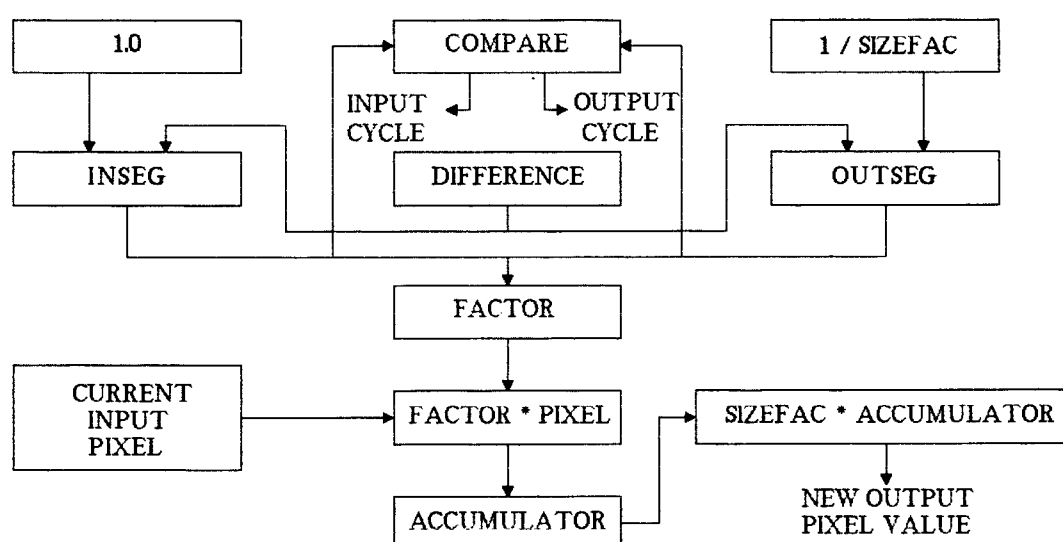 1.0
COMPARE
1 / SIZEFAC
INPUT
CYCLE
OUTPUT
CYCLE
INSEG
DIFFERENCE
OUTSEG
FACTOR
CURRENT
INPUT
PIXEL
FACTOR * PIXEL
SIZEFAC * ACCUMULATOR
ACCUMULATOR
NEW OUTPUT
PIXEL VALUE